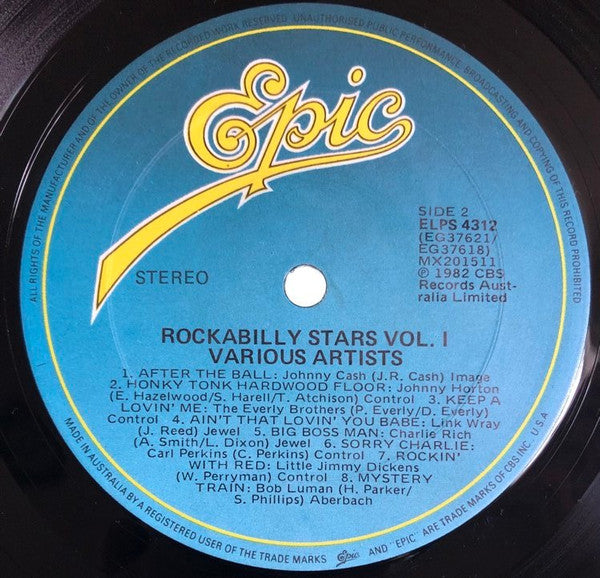 ALL RIGHTS OF THE MANUFACTURER AND OF THE OWNER OF THE RECORDED WORK RESERVED. UNAUTHORISED PUBLIC PERFORMANCE, BROADCASTING AND COPYING OF THIS RECORD PROHIBITED
Epic
STEREO
SIDE 2
ELPS 4312
(EG37621/
EG37618)
MX201511
℗ 1982 CBS
Records Aust-
ralia Limited
ROCKABILLY STARS VOL. I
VARIOUS ARTISTS
1. AFTER THE BALL: Johnny Cash (J.R. Cash) Image
2. HONKY TONK HARDWOOD FLOOR: Johnny Horton
(E. Hazelwood/S. Harell/T. Atchison) Control 3. KEEP A
LOVIN' ME: The Everly Brothers (P. Everly/D. Everly)
Control 4. AIN'T THAT LOVIN' YOU BABE: Link Wray
(J. Reed) Jewel 5. BIG BOSS MAN: Charlie Rich
(A. Smith/L. Dixon) Jewel 6. SORRY CHARLIE:
Carl Perkins (C. Perkins) Control 7. ROCKIN'
WITH RED: Little Jimmy Dickens
(W. Perryman) Control 8. MYSTERY
TRAIN: Bob Luman (H. Parker/
S. Phillips) Aberbach
MADE IN AUSTRALIA BY A REGISTERED USER OF THE TRADE MARKS Epic AND "EPIC" ARE TRADE MARKS OF CBS INC. U.S.A